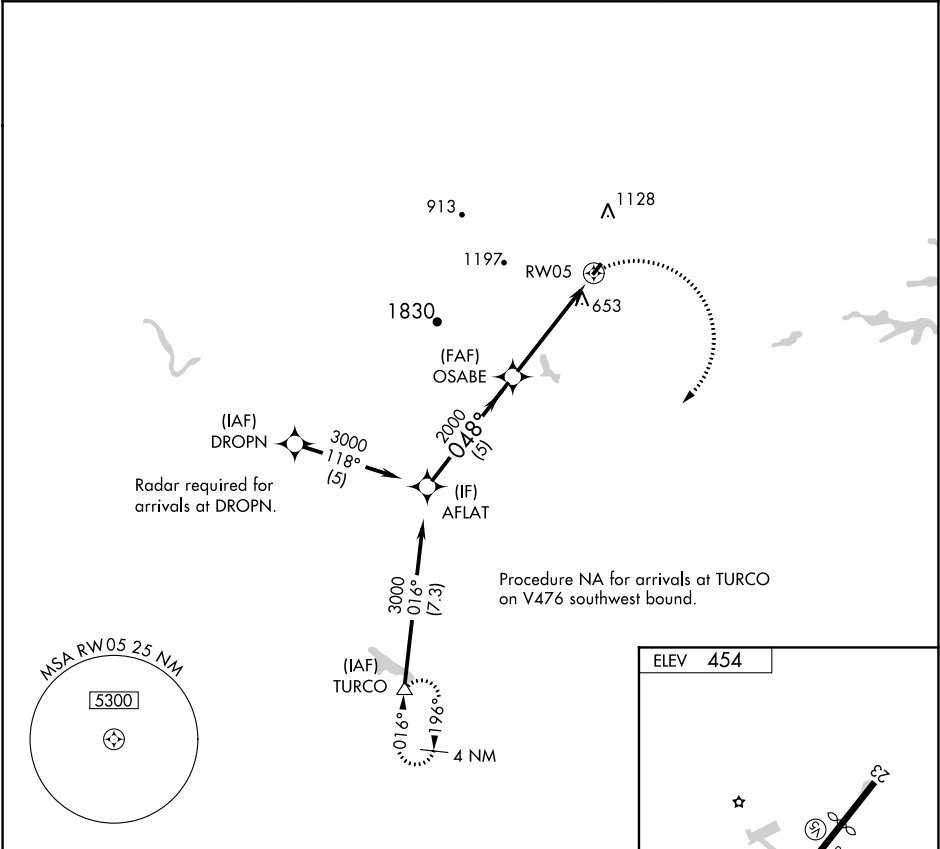 913
1128
1197
RW05
653
1830
(FAF)
OSABE
2000
048°
(5)
(IAF)
DROPN
3000
118°
(5)
Radar required for
arrivals at DROPN.
(IF)
AFLAT
3000
016°
(7.3)
Procedure NA for arrivals at TURCO
on V476 southwest bound.
(IAF)
TURCO
016°
196°
4 NM
MSA RW05 25 NM
5300
ELEV 454
23
V5